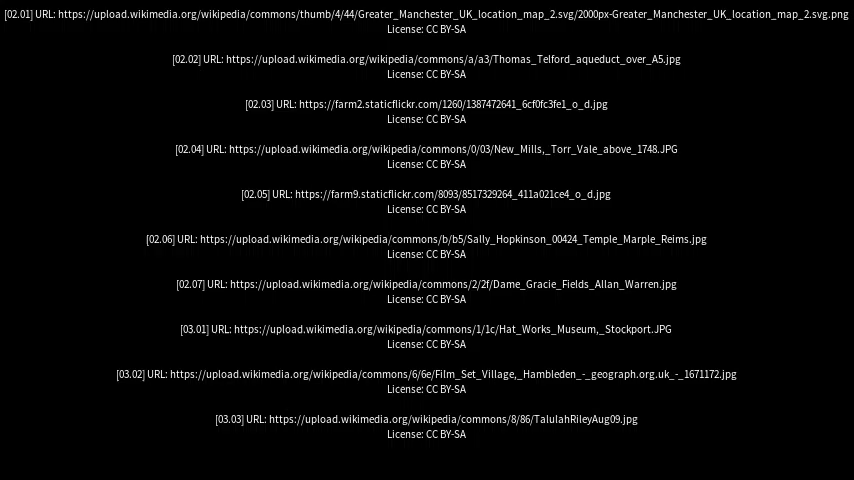 [02.01] URL: https://upload.wikimedia.org/wikipedia/commons/thumb/4/44/Greater_Manchester_UK_location_map_2.svg/2000px-Greater_Manchester_UK_location_map_2.svg.png
License: CC BY-SA
[02.02] URL: https://upload.wikimedia.org/wikipedia/commons/a/a3/Thomas_Telford_aqueduct_over_A5.jpg
License: CC BY-SA
[02.03] URL: https://farm2.staticflickr.com/1260/1387472641_6cf0fc3fe1_o_d.jpg
License: CC BY-SA
[02.04] URL: https://upload.wikimedia.org/wikipedia/commons/0/03/New_Mills,_Torr_Vale_above_1748.JPG
License: CC BY-SA
[02.05] URL: https://farm9.staticflickr.com/8093/8517329264_411a021ce4_o_d.jpg
License: CC BY-SA
[02.06] URL: https://upload.wikimedia.org/wikipedia/commons/b/b5/Sally_Hopkinson_00424_Temple_Marple_Reims.jpg
License: CC BY-SA
[02.07] URL: https://upload.wikimedia.org/wikipedia/commons/2/2f/Dame_Gracie_Fields_Allan_Warren.jpg
License: CC BY-SA
[03.01] URL: https://upload.wikimedia.org/wikipedia/commons/1/1c/Hat_Works_Museum,_Stockport.JPG
License: CC BY-SA
[03.02] URL: https://upload.wikimedia.org/wikipedia/commons/6/6e/Film_Set_Village,_Hambleden_-_geograph.org.uk_-_1671172.jpg
License: CC BY-SA
[03.03] URL: https://upload.wikimedia.org/wikipedia/commons/8/86/TalulahRileyAug09.jpg
License: CC BY-SA